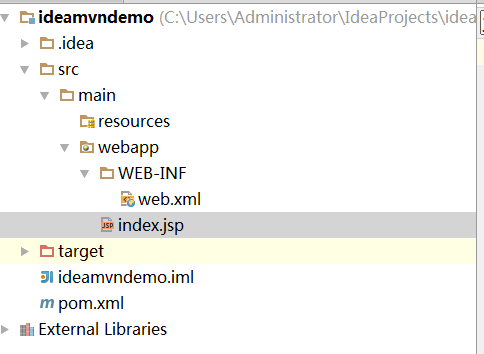 ideamvndemo (C:\Users\Administrator\IdeaProjects\idea
.idea
src
main
resources
webapp
WEB-INF
web.xml
JSP index.jsp
target
ideamvndemo.iml
m pom.xml
External Libraries